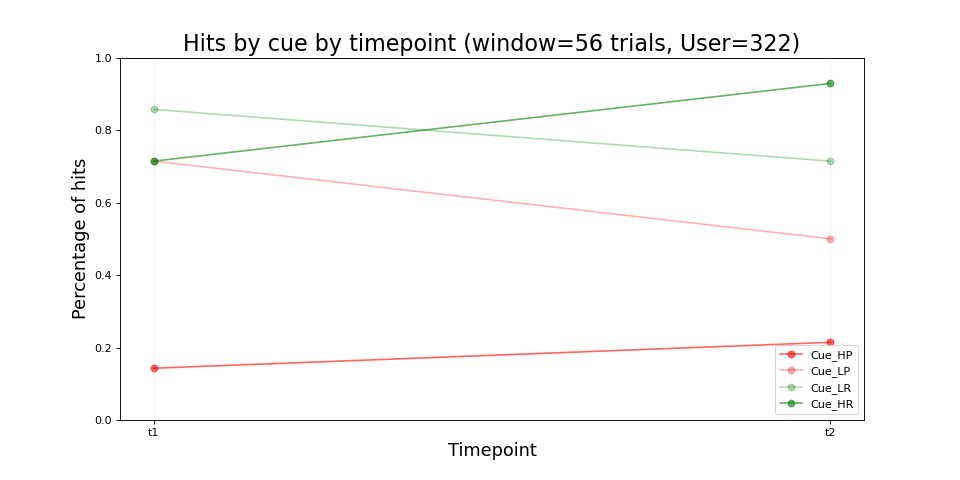 Hits by cue by timepoint (window=56 trials, User=322)
Percentage of hits
1.0
0.8
0.6
0.4
0.2
0.0
t1
t2
Timepoint
Cue_HP
Cue_LP
Cue_LR
Cue_HR